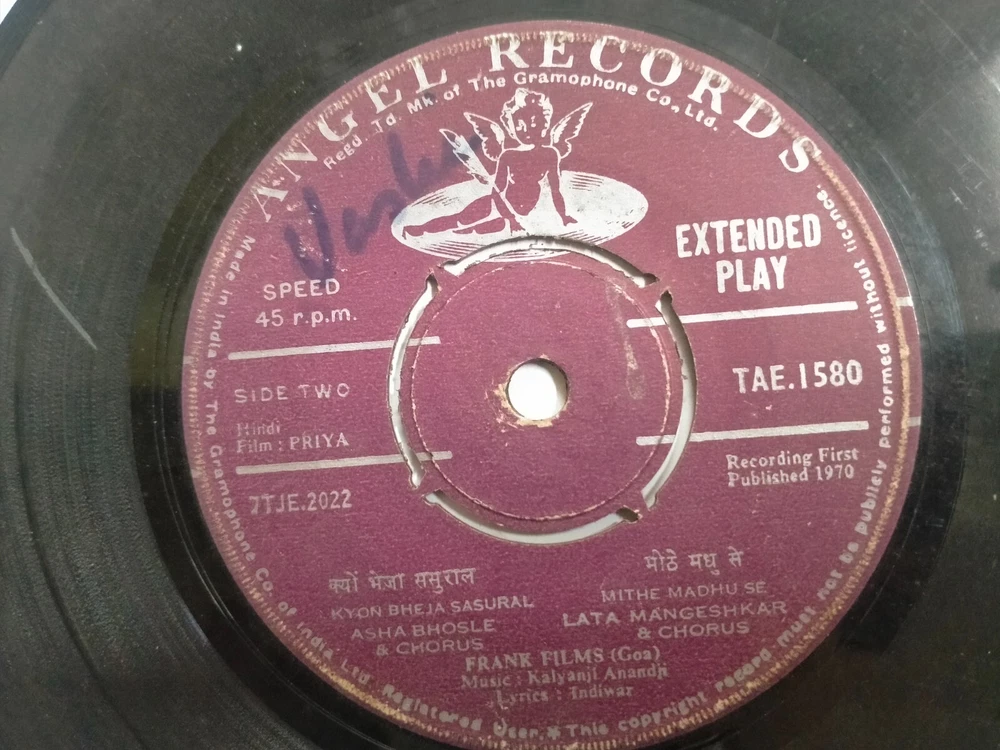 ANGEL RECORDS
Regd. Td. Mk. of The Gramophone Co., Ltd.
EXTENDED
PLAY
SPEED
45 r.p.m.
SIDE TWO
Hindi
Film : PRIYA
7TJE.2022
TAE.1580
Recording First
Published 1970
क्यों भेजा ससुराल
KYON BHEJA SASURAL
ASHA BHOSLE
& CHORUS
मीठे मधु से
MITHE MADHU SE
LATA MANGESHKAR
& CHORUS
FRANK FILMS (Goa)
Music : Kalyanji Anandji
Lyrics : Indiwar
Made in India by The Gramophone Co. of India Ltd. Registered User.★This copyright record must not be publicly performed without licence.